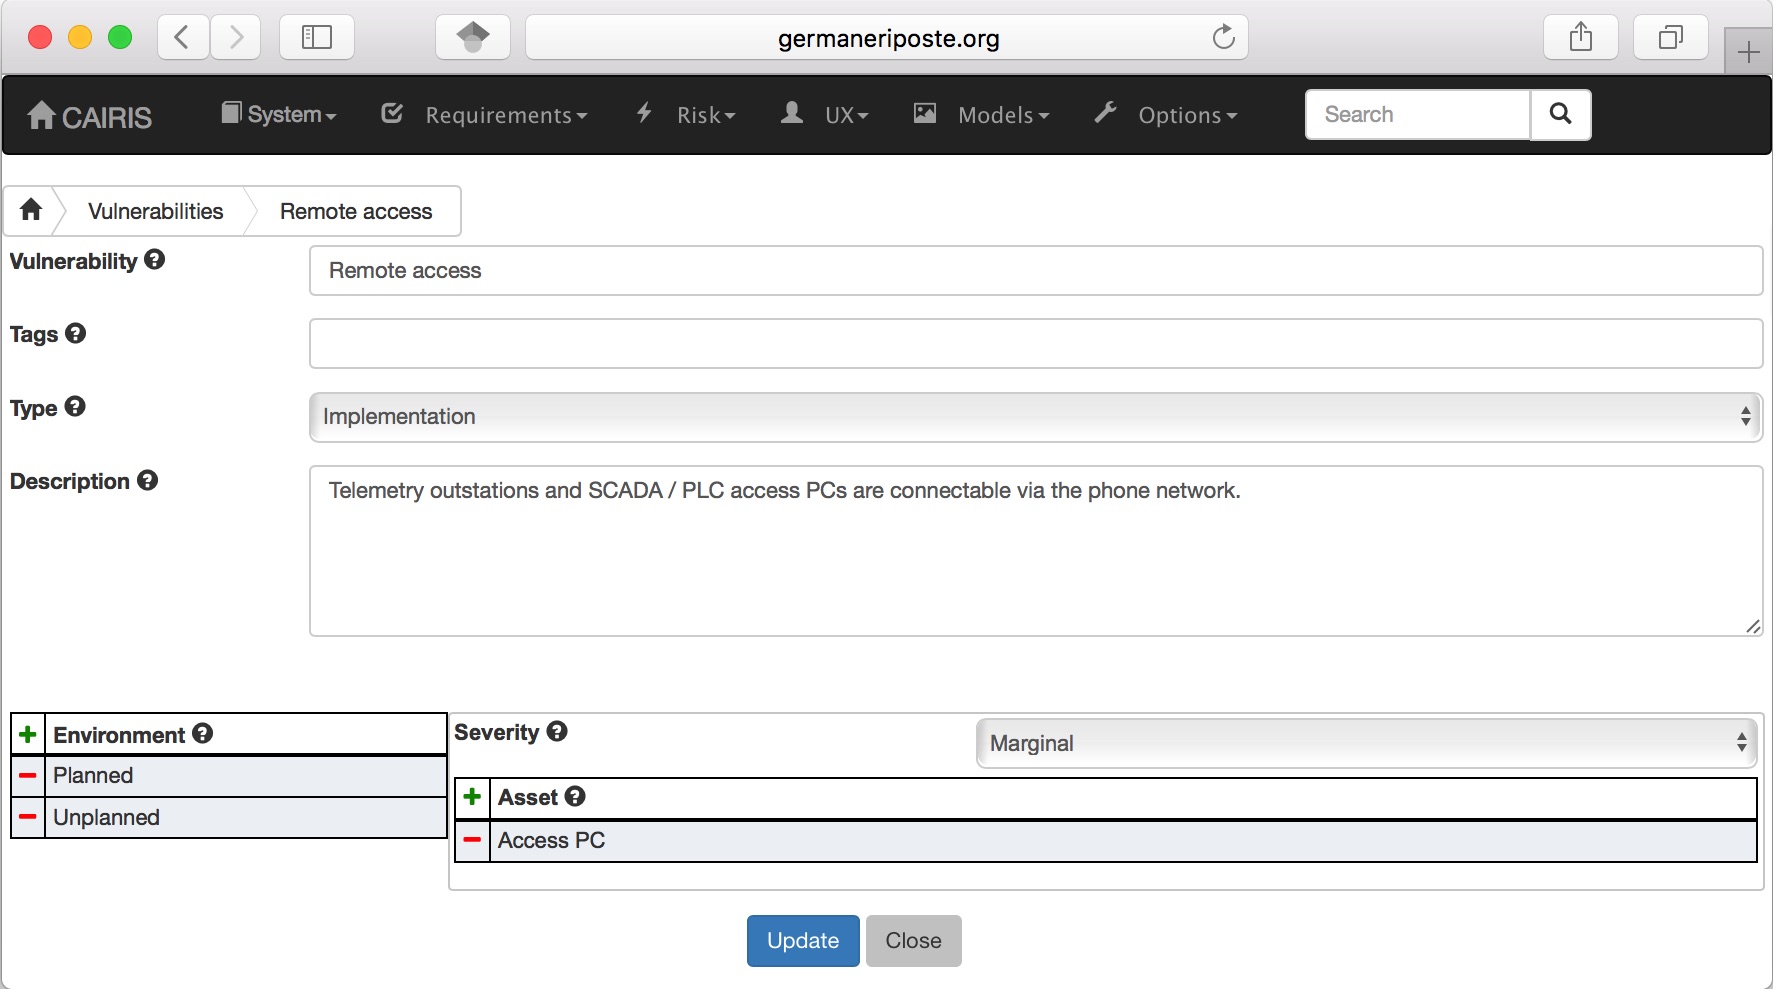 germaneriposte.org
CAIRIS System Requirements Risk UX Models Options Search
Vulnerabilities Remote access
Vulnerability Remote access
Tags
Type Implementation
Description Telemetry outstations and SCADA / PLC access PCs are connectable via the phone network.
Environment Severity Marginal
Planned
Asset
Unplanned
Access PC
Update Close